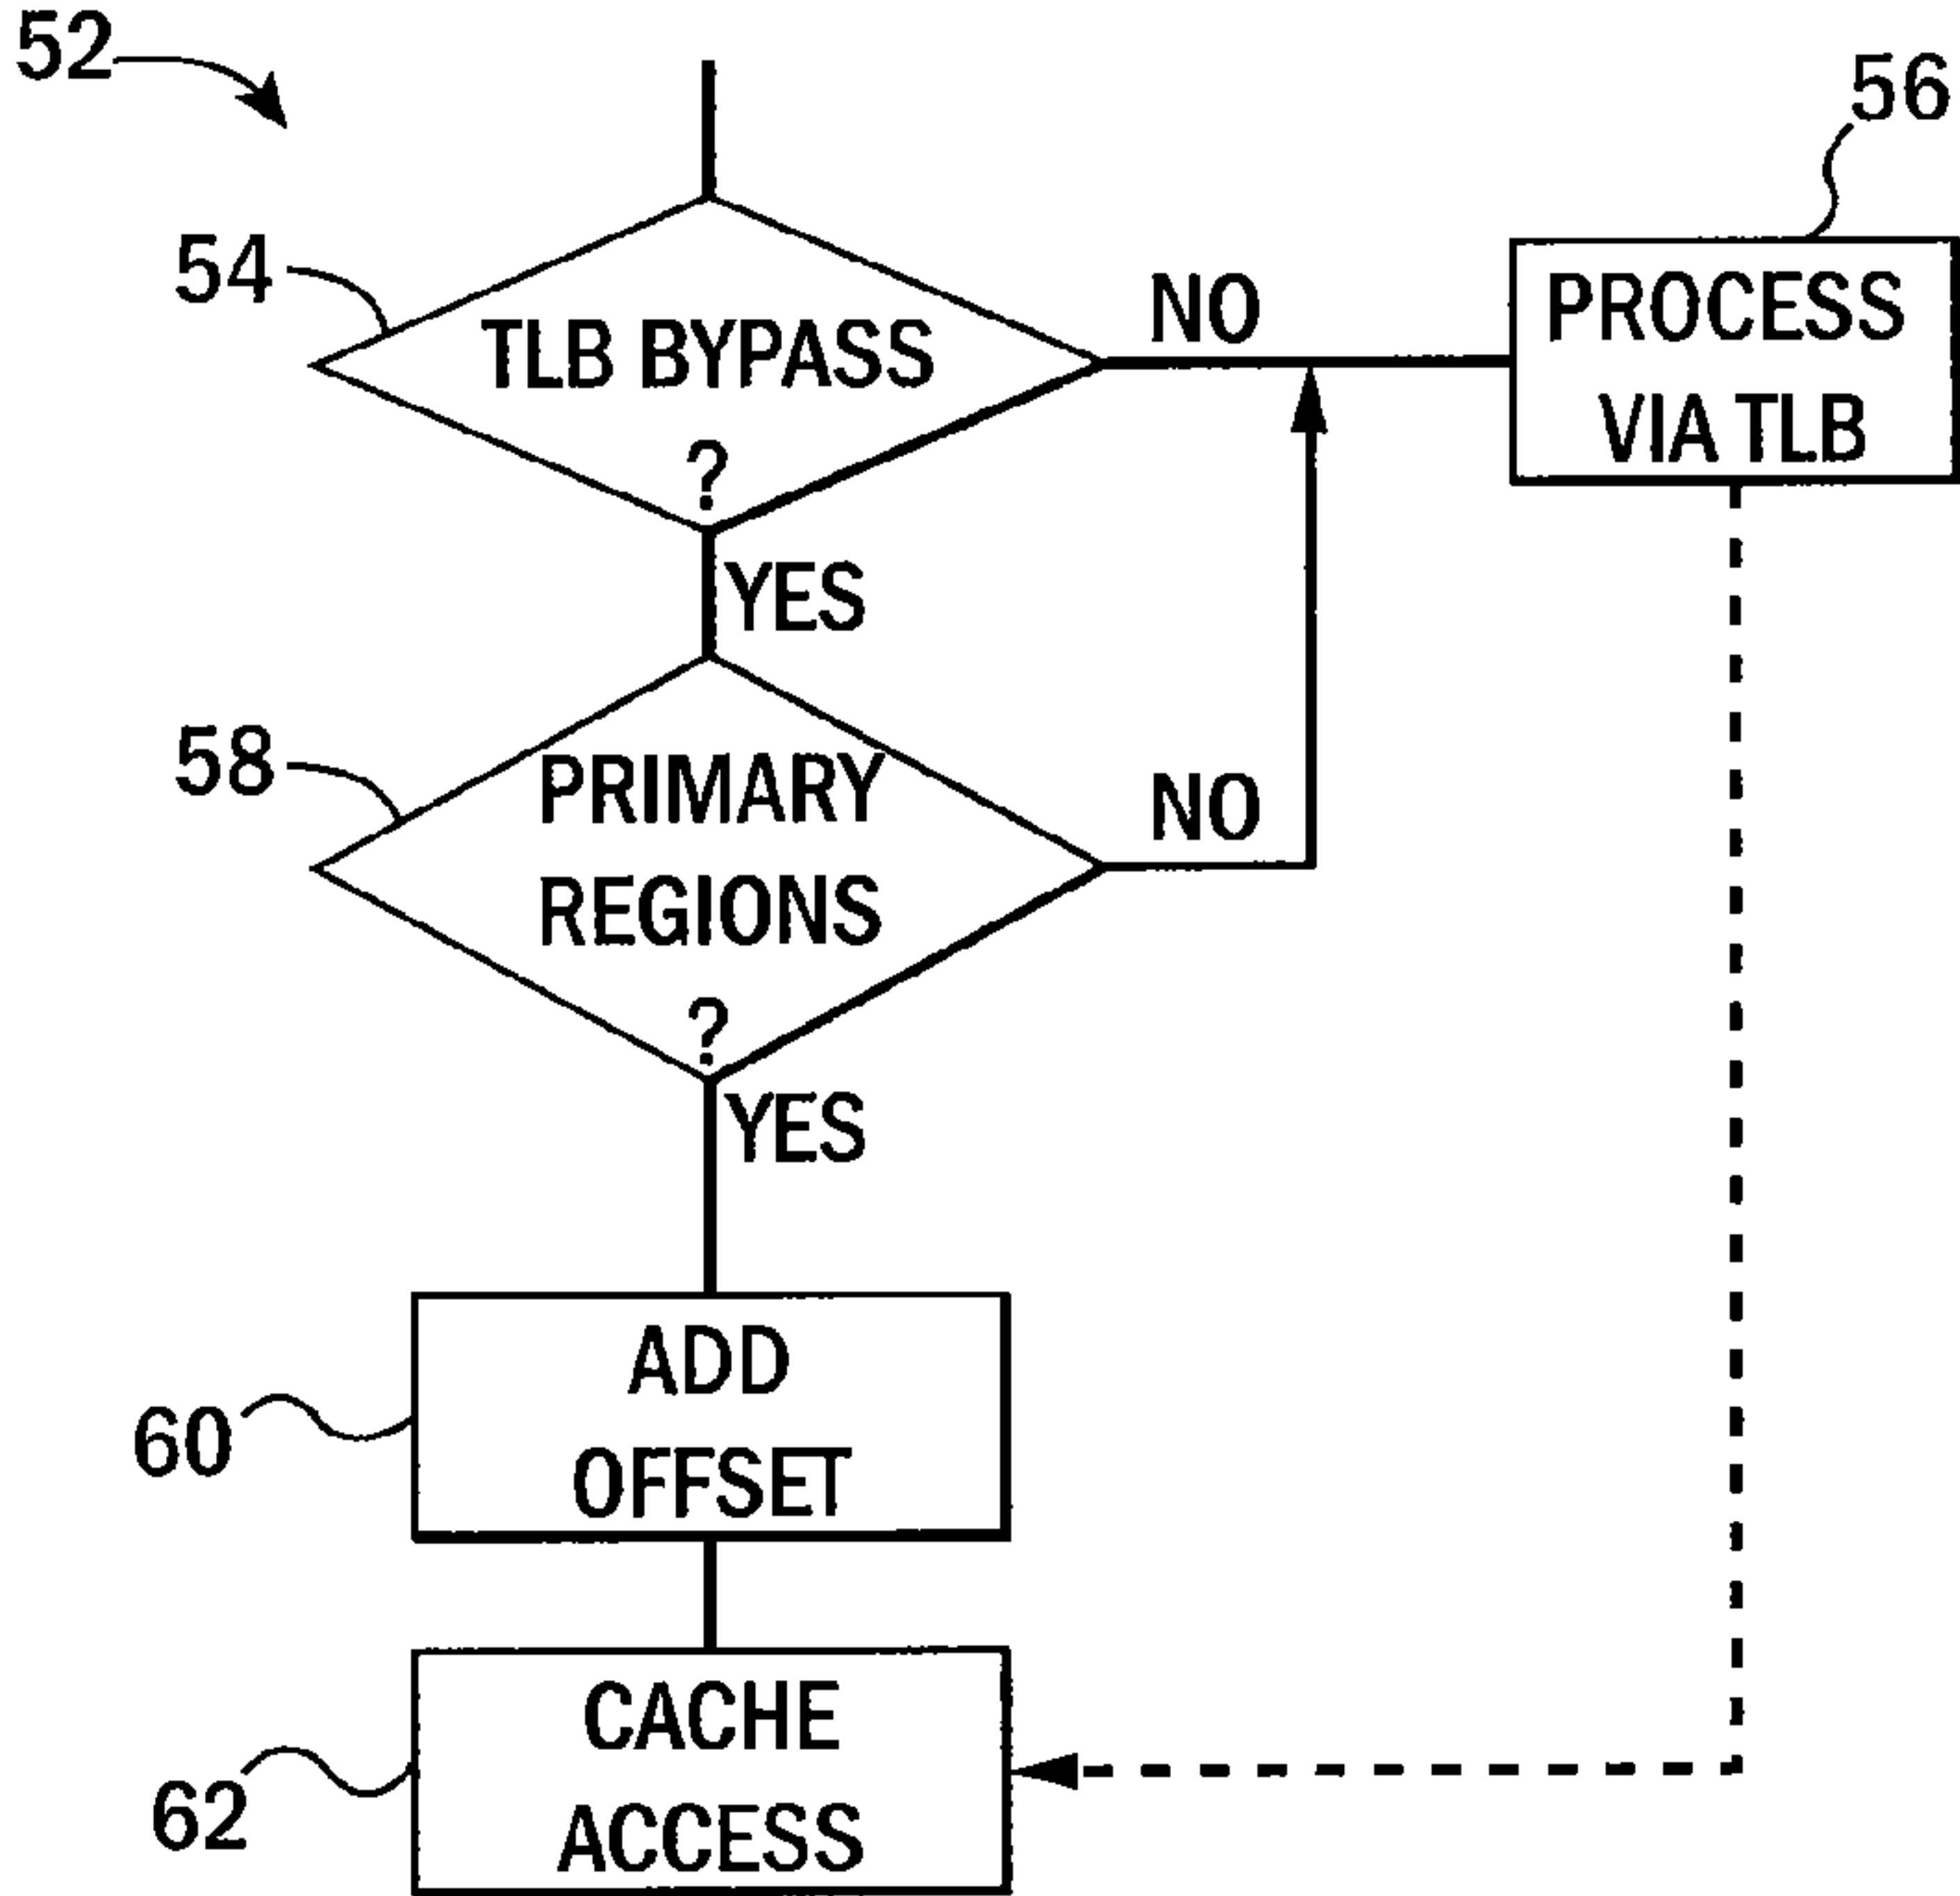 52
56
54
TLB BYPASS
?
NO
PROCESS
VIA TLB
YES
58
PRIMARY
REGIONS
?
NO
YES
60
ADD
OFFSET
62
CACHE
ACCESS